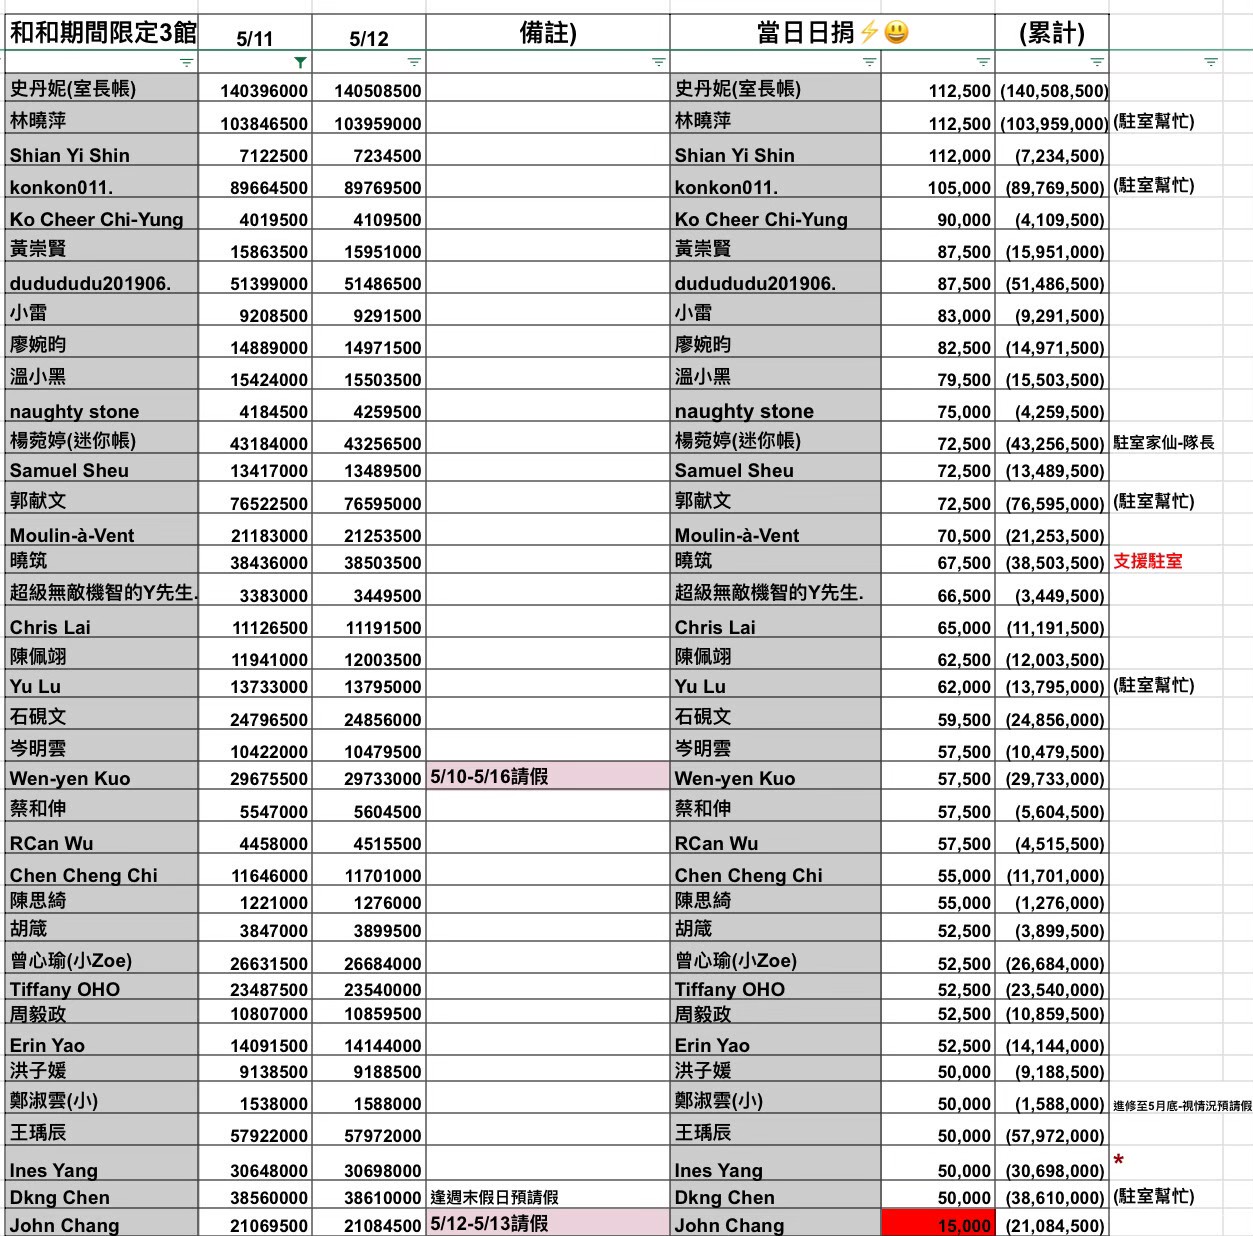 和和期間限定3館 5/11 5/12 備註) 當日日捐⚡😃 (累計)
史丹妮(室長帳) 140396000 140508500 史丹妮(室長帳) 112,500 (140,508,500)
林曉萍 103846500 103959000 林曉萍 112,500 (103,959,000) (駐室幫忙)
Shian Yi Shin 7122500 7234500 Shian Yi Shin 112,000 (7,234,500)
konkon011. 89664500 89769500 konkon011. 105,000 (89,769,500) (駐室幫忙)
Ko Cheer Chi-Yung 4019500 4109500 Ko Cheer Chi-Yung 90,000 (4,109,500)
黃崇賢 15863500 15951000 黃崇賢 87,500 (15,951,000)
dudududu201906. 51399000 51486500 dudududu201906. 87,500 (51,486,500)
小雷 9208500 9291500 小雷 83,000 (9,291,500)
廖婉昀 14889000 14971500 廖婉昀 82,500 (14,971,500)
溫小黑 15424000 15503500 溫小黑 79,500 (15,503,500)
naughty stone 4184500 4259500 naughty stone 75,000 (4,259,500)
楊菀婷(迷你帳) 43184000 43256500 楊菀婷(迷你帳) 72,500 (43,256,500) 駐室家仙-隊長
Samuel Sheu 13417000 13489500 Samuel Sheu 72,500 (13,489,500)
郭献文 76522500 76595000 郭献文 72,500 (76,595,000) (駐室幫忙)
Moulin-à-Vent 21183000 21253500 Moulin-à-Vent 70,500 (21,253,500)
曉筑 38436000 38503500 曉筑 67,500 (38,503,500) 支援駐室
超級無敵機智的Y先生. 3383000 3449500 超級無敵機智的Y先生. 66,500 (3,449,500)
Chris Lai 11126500 11191500 Chris Lai 65,000 (11,191,500)
陳佩翊 11941000 12003500 陳佩翊 62,500 (12,003,500)
Yu Lu 13733000 13795000 Yu Lu 62,000 (13,795,000) (駐室幫忙)
石硯文 24796500 24856000 石硯文 59,500 (24,856,000)
岑明雲 10422000 10479500 岑明雲 57,500 (10,479,500)
Wen-yen Kuo 29675500 29733000 5/10-5/16請假 Wen-yen Kuo 57,500 (29,733,000)
蔡和伸 5547000 5604500 蔡和伸 57,500 (5,604,500)
RCan Wu 4458000 4515500 RCan Wu 57,500 (4,515,500)
Chen Cheng Chi 11646000 11701000 Chen Cheng Chi 55,000 (11,701,000)
陳思綺 1221000 1276000 陳思綺 55,000 (1,276,000)
胡箴 3847000 3899500 胡箴 52,500 (3,899,500)
曾心瑜(小Zoe) 26631500 26684000 曾心瑜(小Zoe) 52,500 (26,684,000)
Tiffany OHO 23487500 23540000 Tiffany OHO 52,500 (23,540,000)
周毅政 10807000 10859500 周毅政 52,500 (10,859,500)
Erin Yao 14091500 14144000 Erin Yao 52,500 (14,144,000)
洪子媛 9138500 9188500 洪子媛 50,000 (9,188,500)
鄭淑雲(小) 1538000 1588000 鄭淑雲(小) 50,000 (1,588,000) 進修至5月底-視情況預請假
王瑀辰 57922000 57972000 王瑀辰 50,000 (57,972,000)
Ines Yang 30648000 30698000 Ines Yang 50,000 (30,698,000) *
Dkng Chen 38560000 38610000 逢週末假日預請假 Dkng Chen 50,000 (38,610,000) (駐室幫忙)
John Chang 21069500 21084500 5/12-5/13請假 John Chang 15,000 (21,084,500)